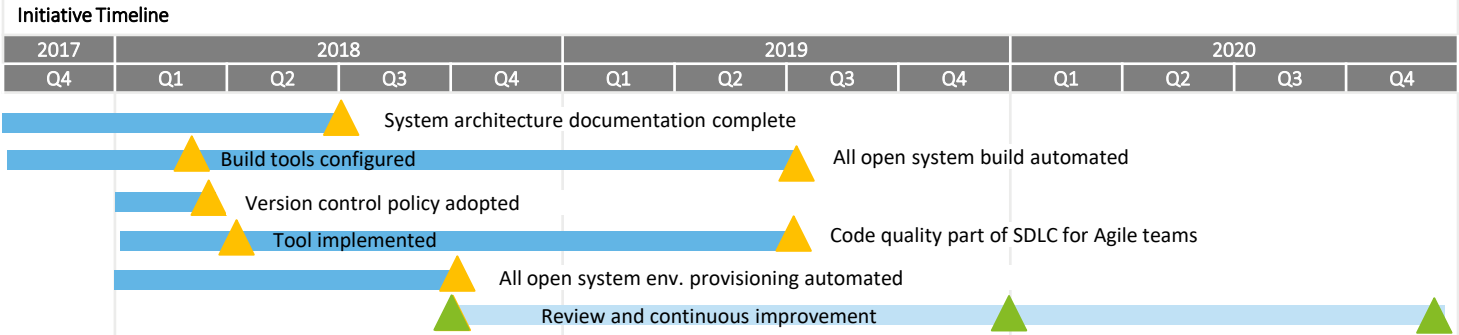 Initiative Timeline
2017 2018 2019 2020
Q4 Q1 Q2 Q3 Q4 Q1 Q2 Q3 Q4 Q1 Q2 Q3 Q4
System architecture documentation complete
Build tools configured All open system build automated
Version control policy adopted
Tool implemented Code quality part of SDLC for Agile teams
All open system env. provisioning automated
Review and continuous improvement